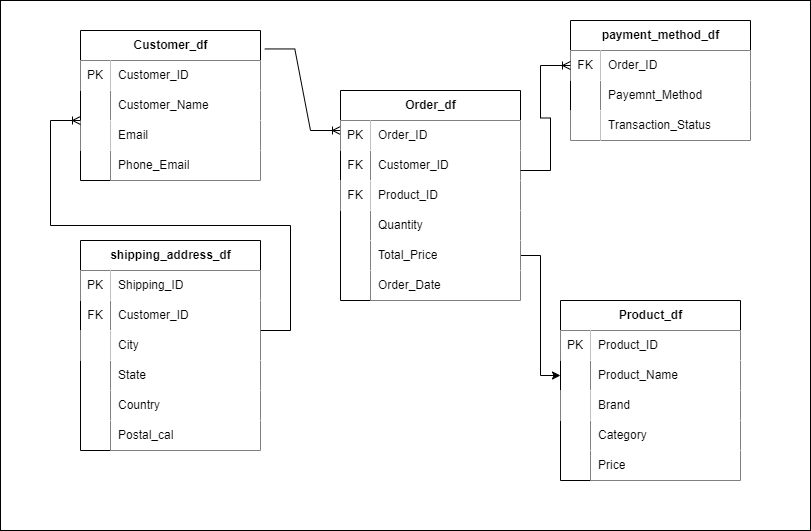 Customer_df
PK Customer_ID
Customer_Name
Email
Phone_Email
shipping_address_df
PK Shipping_ID
FK Customer_ID
City
State
Country
Postal_cal
Order_df
PK Order_ID
FK Customer_ID
FK Product_ID
Quantity
Total_Price
Order_Date
payment_method_df
FK Order_ID
Payemnt_Method
Transaction_Status
Product_df
PK Product_ID
Product_Name
Brand
Category
Price